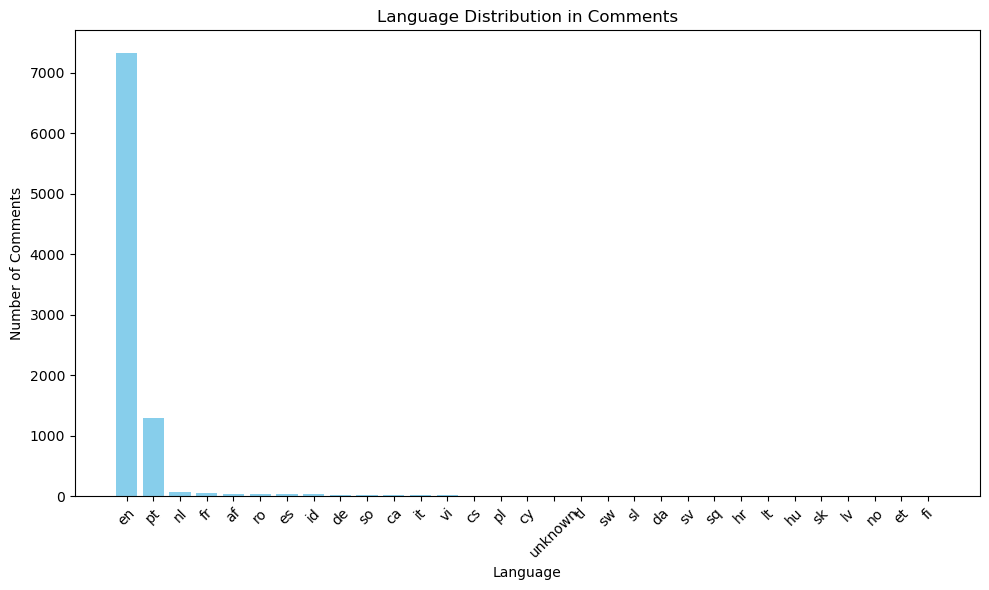 Language Distribution in Comments
Number of Comments
7000
6000
5000
4000
3000
2000
1000
0
en pt nl fr af ro es id de so ca it vi cs pl cy unknown tl sw sl da sv sq hr lt hu sk lv no et fi
Language